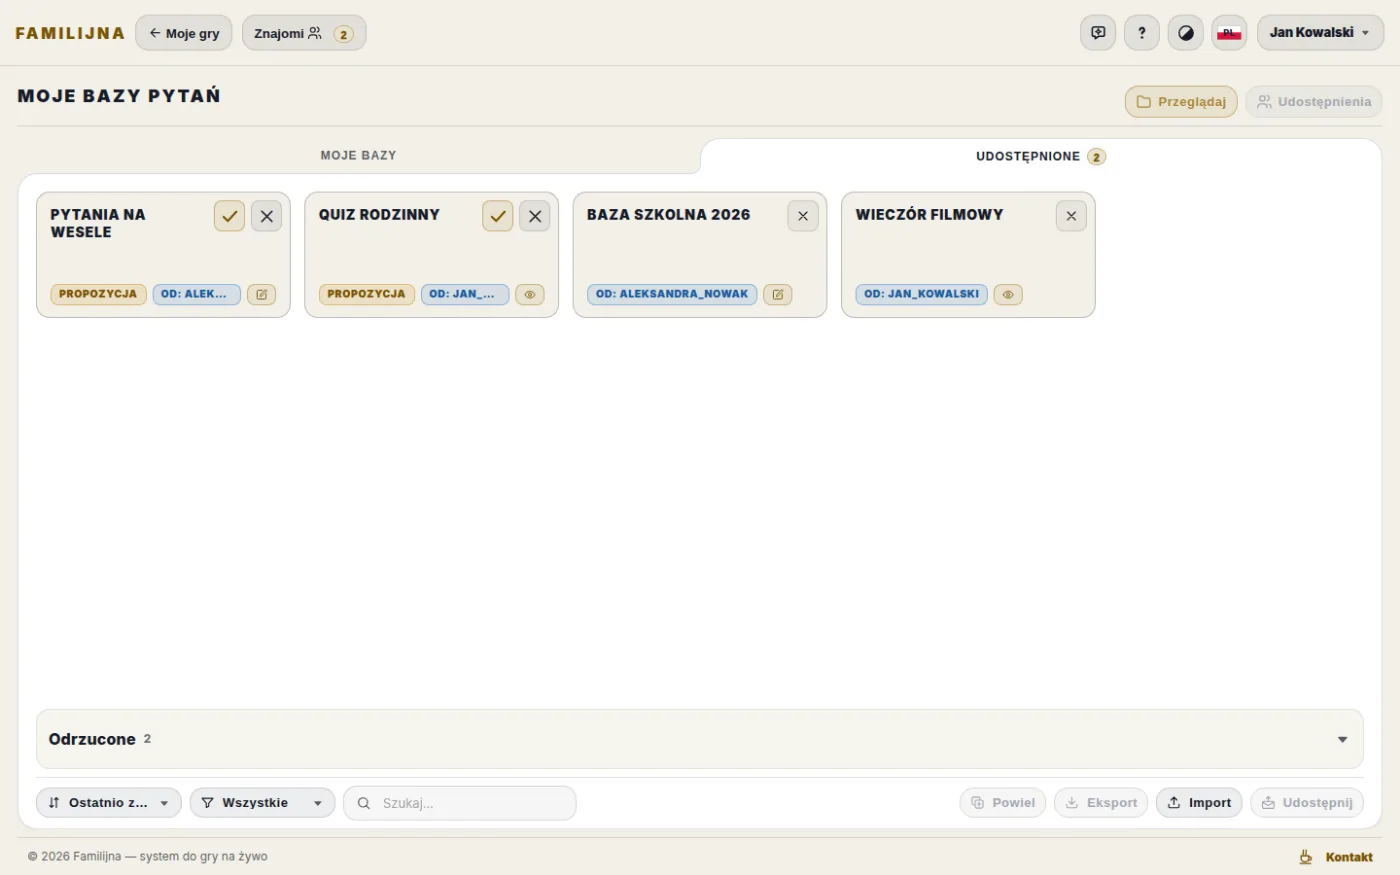 FAMILIJNA
Moje gry
Znajomi 2
?
PL
Jan Kowalski
MOJE BAZY PYTAŃ
Przeglądaj
Udostępnienia
MOJE BAZY
UDOSTĘPNIONE 2
PYTANIA NA
WESELE
PROPOZYCJA
OD: ALEK...
QUIZ RODZINNY
PROPOZYCJA
OD: JAN_...
BAZA SZKOLNA 2026
OD: ALEKSANDRA_NOWAK
WIECZÓR FILMOWY
OD: JAN_KOWALSKI
Odrzucone 2
Ostatnio z...
Wszystkie
Szukaj...
Powiel
Eksport
Import
Udostępnij
© 2026 Familijna — system do gry na żywo
Kontakt